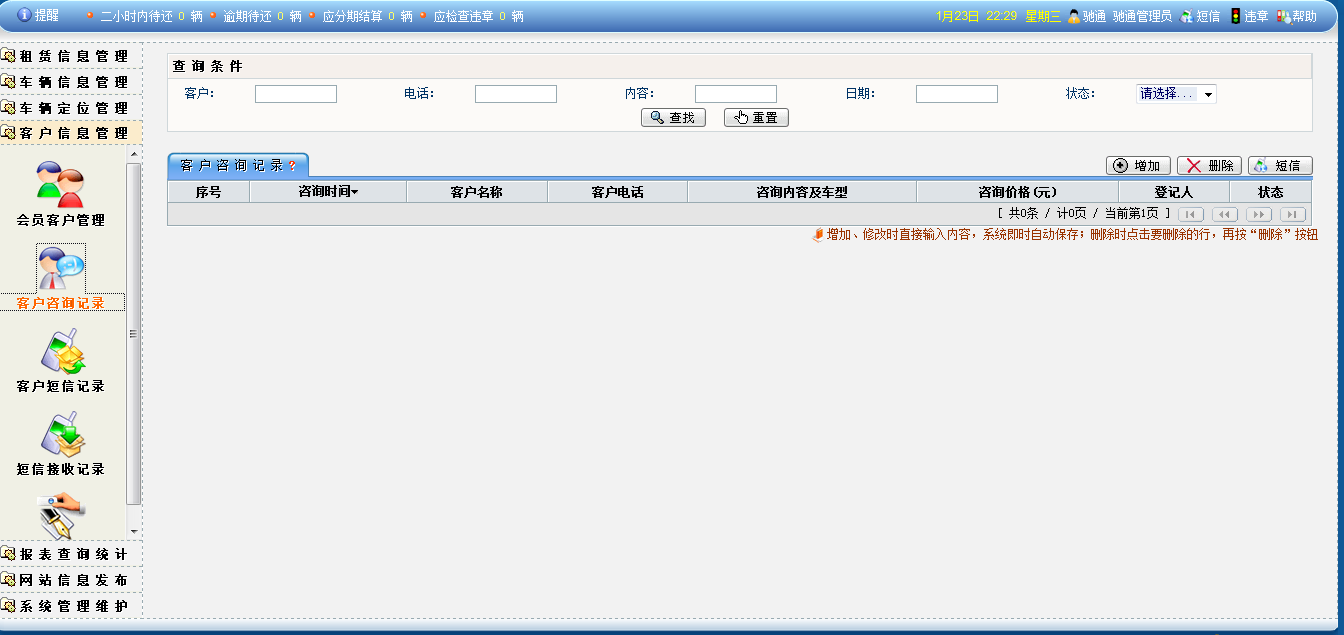 提醒 二小时内待还 0 辆 逾期待还 0 辆 应分期结算 0 辆 应检查违章 0 辆 1月23日 22:29 星期三 驰通 驰通管理员 短信 违章 帮助
租赁信息管理
车辆信息管理
车辆定位管理
客户信息管理
会员客户管理
客户咨询记录
客户短信记录
短信接收记录
报表查询统计
网站信息发布
系统管理维护
查询条件
客户： 电话： 内容： 日期： 状态： 请选择...
查找 重置
客户咨询记录? 增加 删除 短信
序号 咨询时间 客户名称 客户电话 咨询内容及车型 咨询价格(元) 登记人 状态
[ 共0条 / 计0页 / 当前第1页 ]
增加、修改时直接输入内容，系统即时自动保存；删除时点击要删除的行，再按“删除”按钮